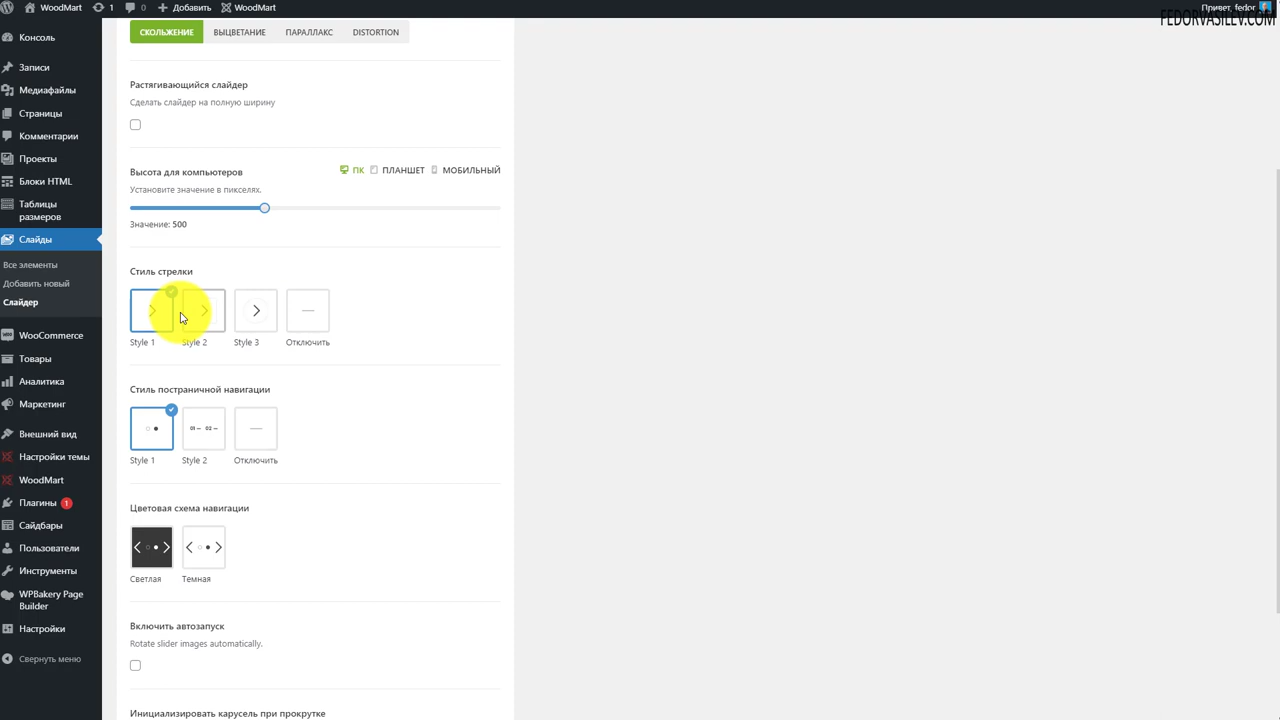 WoodMart
1
0
Добавить
WoodMart
Привет, fedor
FEDORVASILEV.COM
Консоль
Записи
Медиафайлы
Страницы
Комментарии
Проекты
Блоки HTML
Таблицы
размеров
Слайды
Все элементы
Добавить новый
Слайдер
WooCommerce
Товары
Аналитика
Маркетинг
Внешний вид
Настройки темы
WoodMart
Плагины 1
Сайдбары
Пользователи
Инструменты
WPBakery Page
Builder
Настройки
Свернуть меню
СКОЛЬЖЕНИЕ ВЫЦВЕТАНИЕ ПАРАЛЛАКС DISTORTION
Растягивающийся слайдер
Сделать слайдер на полную ширину
Высота для компьютеров ПК ПЛАНШЕТ МОБИЛЬНЫЙ
Установите значение в пикселях.
Значение: 500
Стиль стрелки
Style 1 Style 2 Style 3 Отключить
Стиль постраничной навигации
01 — 02 —
Style 1 Style 2 Отключить
Цветовая схема навигации
Светлая Темная
Включить автозапуск
Rotate slider images automatically.
Инициализировать карусель при прокрутке